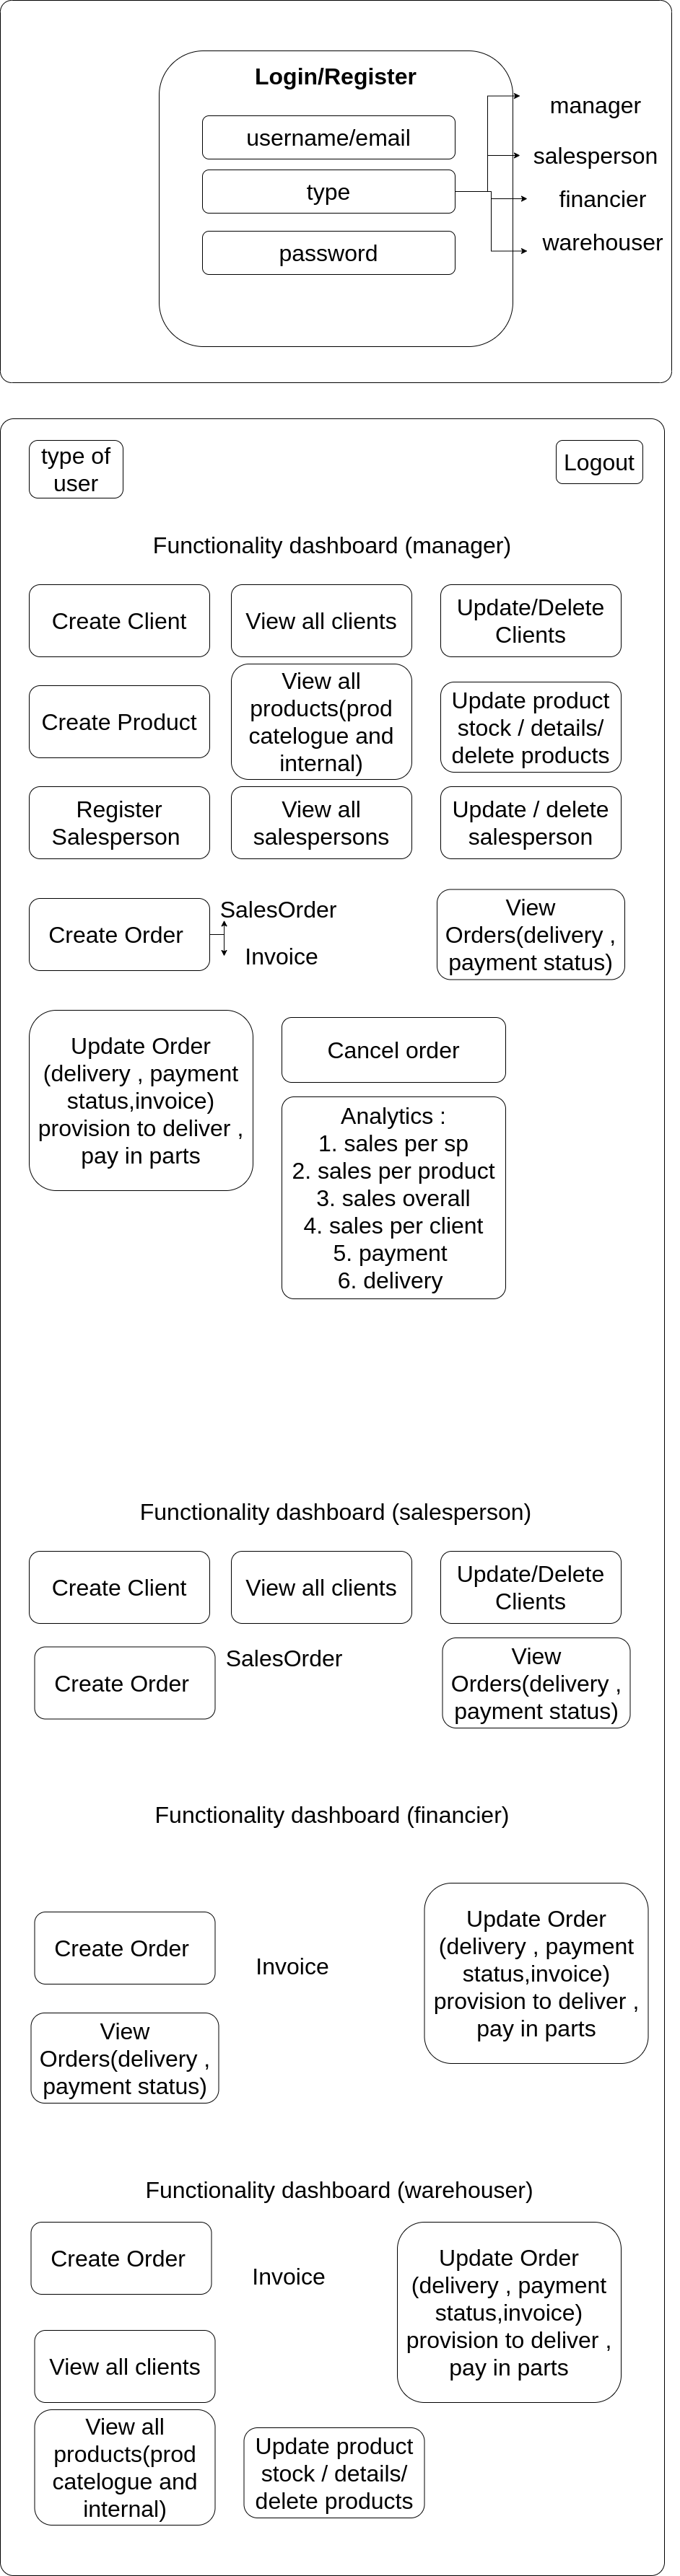 Login/Register
username/email
type
password
manager
salesperson
financier
warehouser
type of
user
Logout
Functionality dashboard (manager)
Create Client
View all clients
Update/Delete
Clients
Create Product
View all
products(prod
catelogue and
internal)
Update product
stock / details/
delete products
Register
Salesperson
View all
salespersons
Update / delete
salesperson
Create Order
SalesOrder
Invoice
View
Orders(delivery ,
payment status)
Update Order
(delivery , payment
status,invoice)
provision to deliver ,
pay in parts
Cancel order
Analytics :
1. sales per sp
2. sales per product
3. sales overall
4. sales per client
5. payment
6. delivery
Functionality dashboard (salesperson)
Create Client
View all clients
Update/Delete
Clients
Create Order
SalesOrder
View
Orders(delivery ,
payment status)
Functionality dashboard (financier)
Create Order
Invoice
Update Order
(delivery , payment
status,invoice)
provision to deliver ,
pay in parts
View
Orders(delivery ,
payment status)
Functionality dashboard (warehouser)
Create Order
Invoice
Update Order
(delivery , payment
status,invoice)
provision to deliver ,
pay in parts
View all clients
View all
products(prod
catelogue and
internal)
Update product
stock / details/
delete products